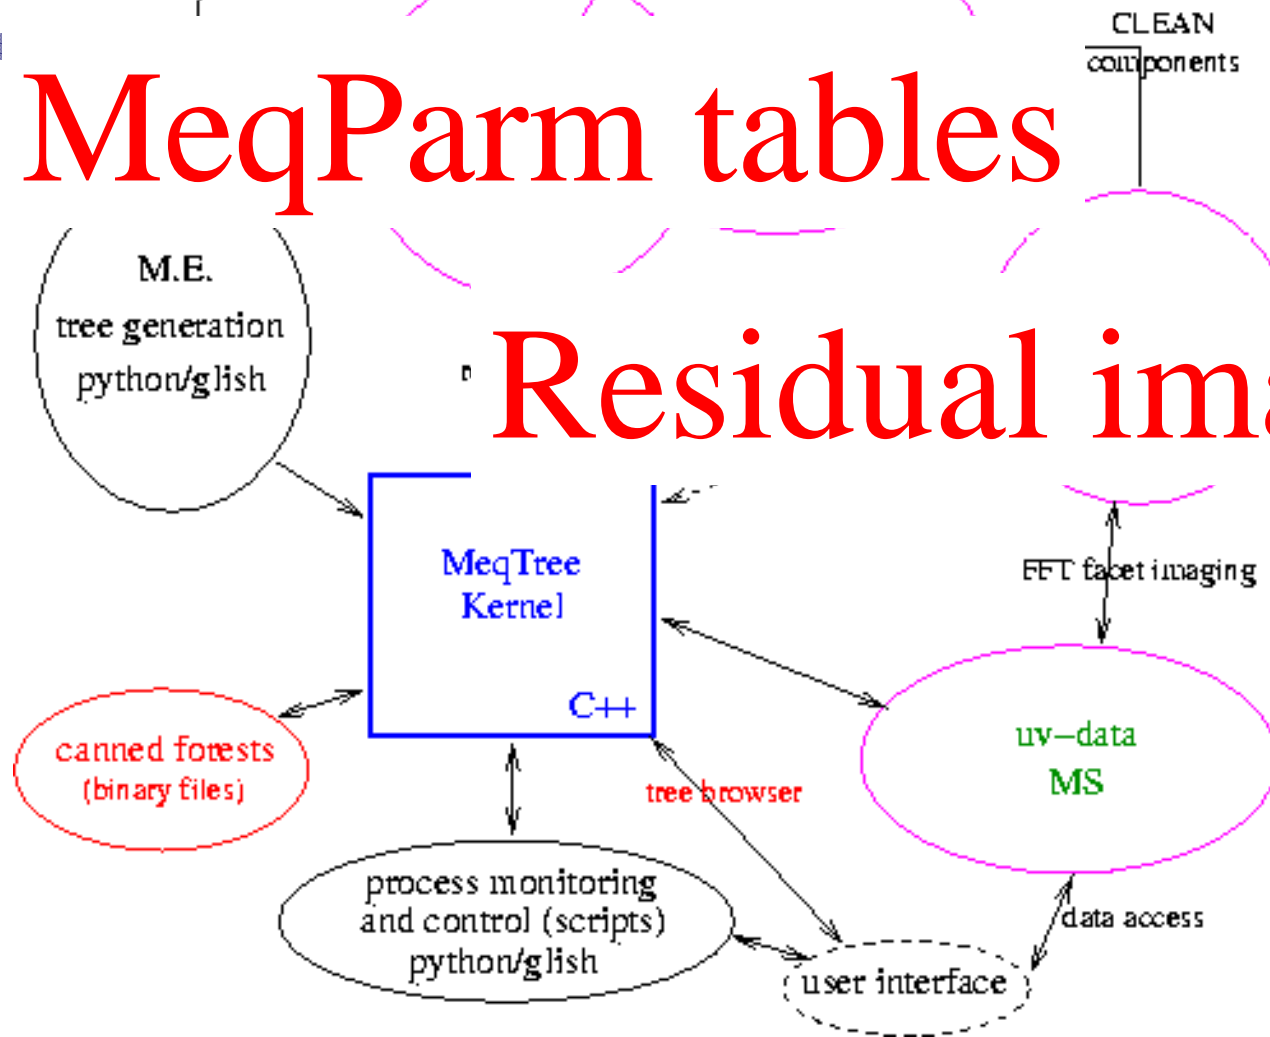 CLEAN
components
MeqParm tables
M.E.
tree generation
python/glish
Residual ima
MeqTree
Kernel
C++
FFT facet imaging
uv-data
MS
canned forests
(binary files)
tree browser
process monitoring
and control (scripts)
python/glish
data access
user interface